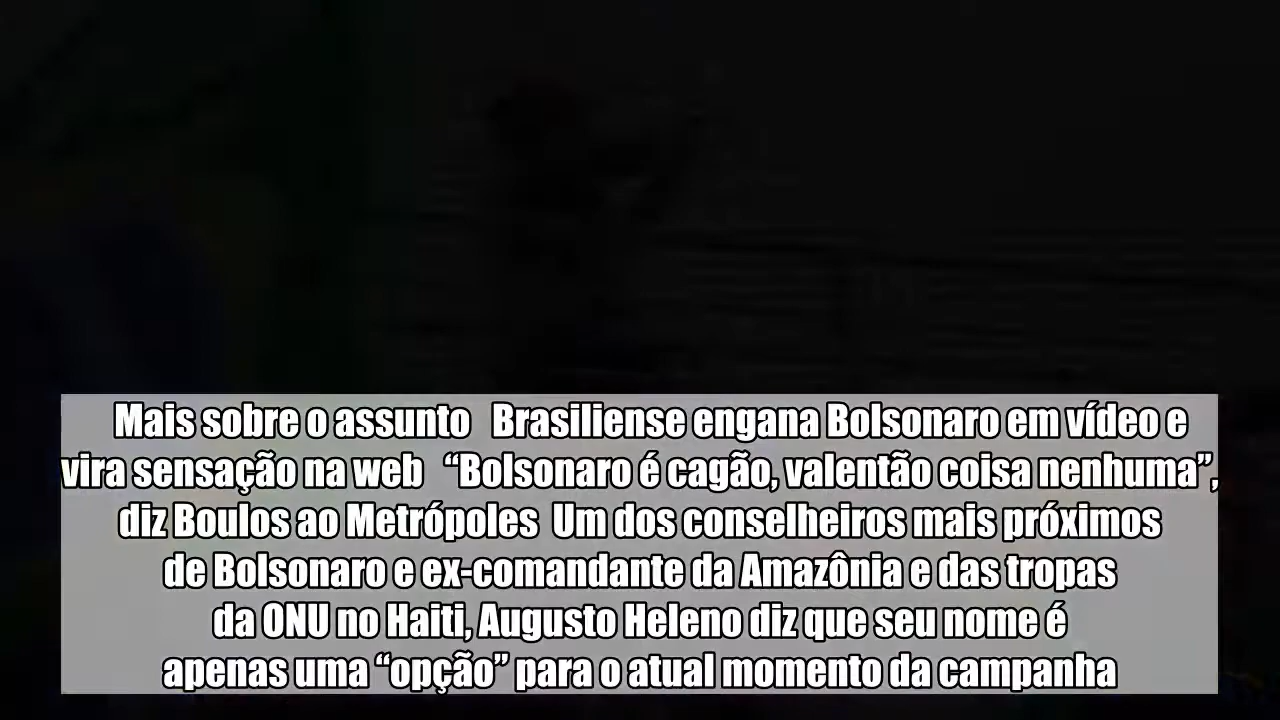 Mais sobre o assunto   Brasiliense engana Bolsonaro em vídeo e
vira sensação na web   “Bolsonaro é cagão, valentão coisa nenhuma”,
diz Boulos ao Metrópoles  Um dos conselheiros mais próximos
de Bolsonaro e ex-comandante da Amazônia e das tropas
da ONU no Haiti, Augusto Heleno diz que seu nome é
apenas uma “opção” para o atual momento da campanha